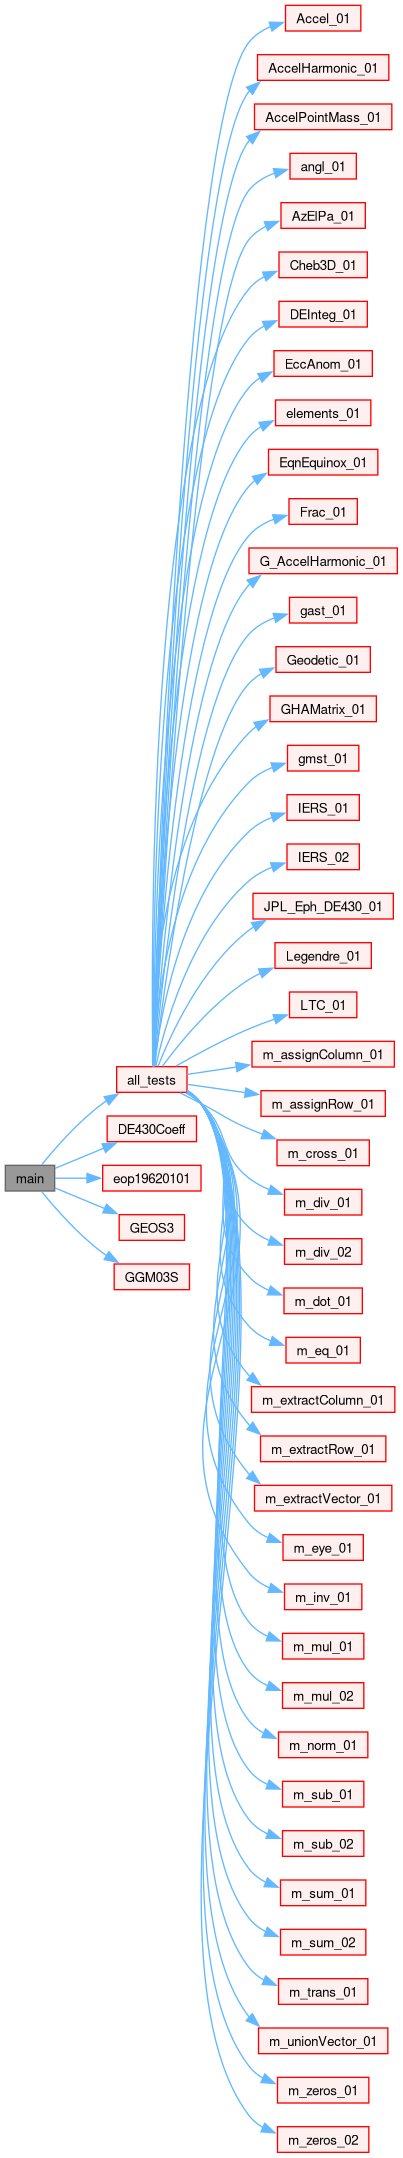 Accel_01
AccelHarmonic_01
AccelPointMass_01
angl_01
AzElPa_01
Cheb3D_01
DEInteg_01
EccAnom_01
elements_01
EqnEquinox_01
Frac_01
G_AccelHarmonic_01
gast_01
Geodetic_01
GHAMatrix_01
gmst_01
IERS_01
IERS_02
JPL_Eph_DE430_01
Legendre_01
LTC_01
m_assignColumn_01
all_tests
m_assignRow_01
DE430Coeff
m_cross_01
main
eop19620101
m_div_01
GEOS3
m_div_02
GGM03S
m_dot_01
m_eq_01
m_extractColumn_01
m_extractRow_01
m_extractVector_01
m_eye_01
m_inv_01
m_mul_01
m_mul_02
m_norm_01
m_sub_01
m_sub_02
m_sum_01
m_sum_02
m_trans_01
m_unionVector_01
m_zeros_01
m_zeros_02